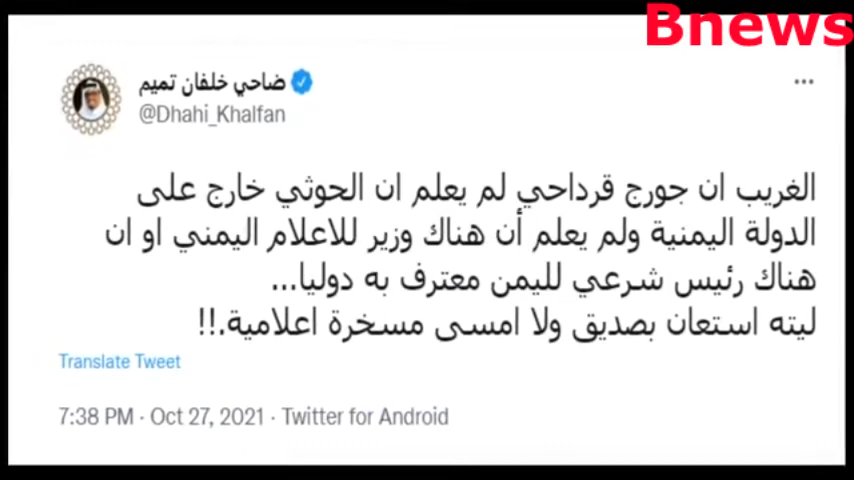 Bnews
ضاحي خلفان تميم
@Dhahi_Khalfan
الغريب ان جورج قرداحي لم يعلم ان الحوثي خارج على
الدولة اليمنية ولم يعلم أن هناك وزير للاعلام اليمني او ان
هناك رئيس شرعي لليمن معترف به دوليا...
ليته استعان بصديق ولا امسى مسخرة اعلامية.!!
Translate Tweet
7:38 PM · Oct 27, 2021 · Twitter for Android